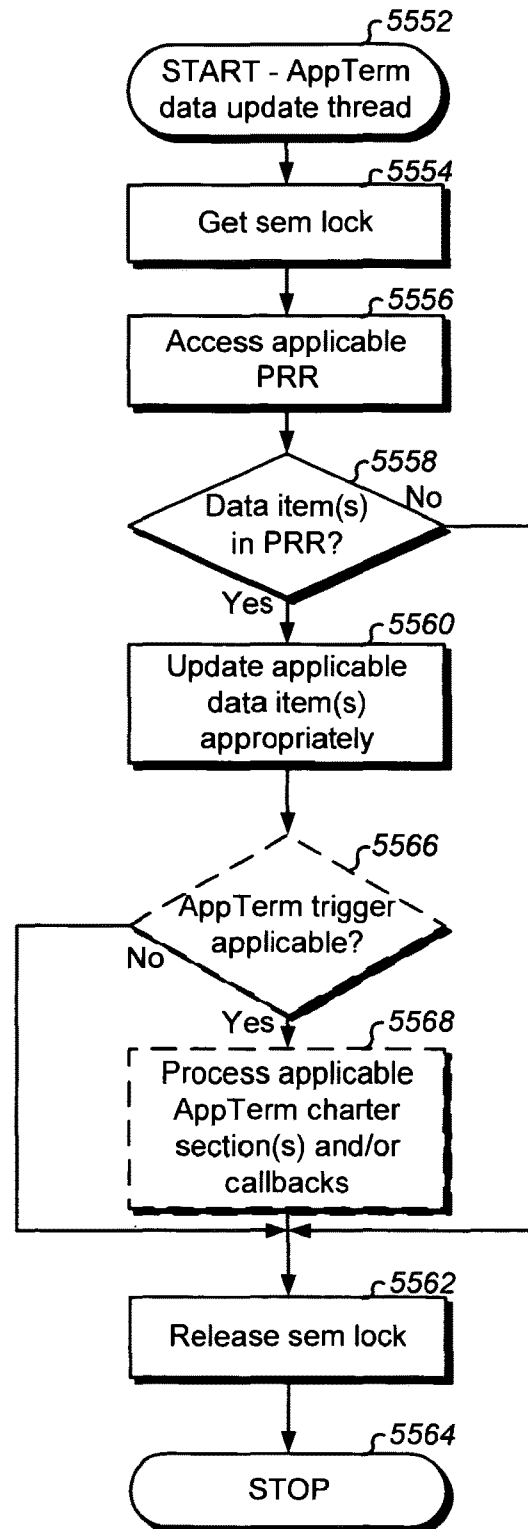 5552
START - AppTerm
data update thread
5554
Get sem lock
5556
Access applicable
PRR
5558
Data item(s)
in PRR?
No
Yes
5560
Update applicable
data item(s)
appropriately
5566
AppTerm trigger
applicable?
No
Yes
5568
Process applicable
AppTerm charter
section(s) and/or
callbacks
5562
Release sem lock
5564
STOP